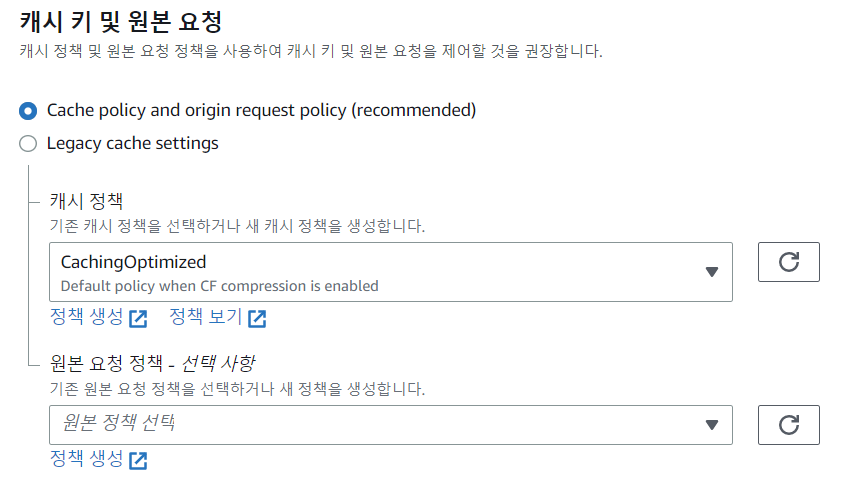 캐시 키 및 원본 요청
캐시 정책 및 원본 요청 정책을 사용하여 캐시 키 및 원본 요청을 제어할 것을 권장합니다.
Cache policy and origin request policy (recommended)
Legacy cache settings
캐시 정책
기존 캐시 정책을 선택하거나 새 캐시 정책을 생성합니다.
CachingOptimized
Default policy when CF compression is enabled
정책 생성 정책 보기
원본 요청 정책 - 선택 사항
기존 원본 요청 정책을 선택하거나 새 정책을 생성합니다.
원본 정책 선택
정책 생성